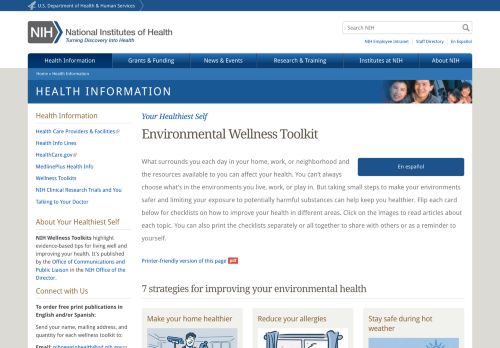 U.S. Department of Health & Human Services
Search NIH
NIH National Institutes of Health
Turning Discovery Into Health
NIH Employee Intranet | Staff Directory | En Español
Health Information Grants & Funding News & Events Research & Training Institutes at NIH About NIH
Home » Health Information
HEALTH INFORMATION
Health Information
Health Care Providers & Facilities
Health Info Lines
HealthCare.gov
MedlinePlus Health Info
Wellness Toolkits
NIH Clinical Research Trials and You
Talking to Your Doctor
About Your Healthiest Self
NIH Wellness Toolkits highlight
evidence-based tips for living well and
improving your health. It's published
by the Office of Communications and
Public Liaison in the NIH Office of the
Director.
Connect with Us
To order free print publications in
English and/or Spanish:
Send your name, mailing address, and
quantity for each wellness toolkit to:
Your Healthiest Self
Environmental Wellness Toolkit
En español
What surrounds you each day in your home, work, or neighborhood and
the resources available to you can affect your health. You can't always
choose what's in the environments you live, work, or play in. But taking small steps to make your environments
safer and limiting your exposure to potentially harmful substances can help keep you healthier. Flip each card
below for checklists on how to improve your health in different areas. Click on the images to read articles about
each topic. You can also print the checklists separately or all together to share with others or as a reminder to
yourself.
Printer-friendly version of this page pdf
7 strategies for improving your environmental health
Make your home healthier
Reduce your allergies
Stay safe during hot
weather